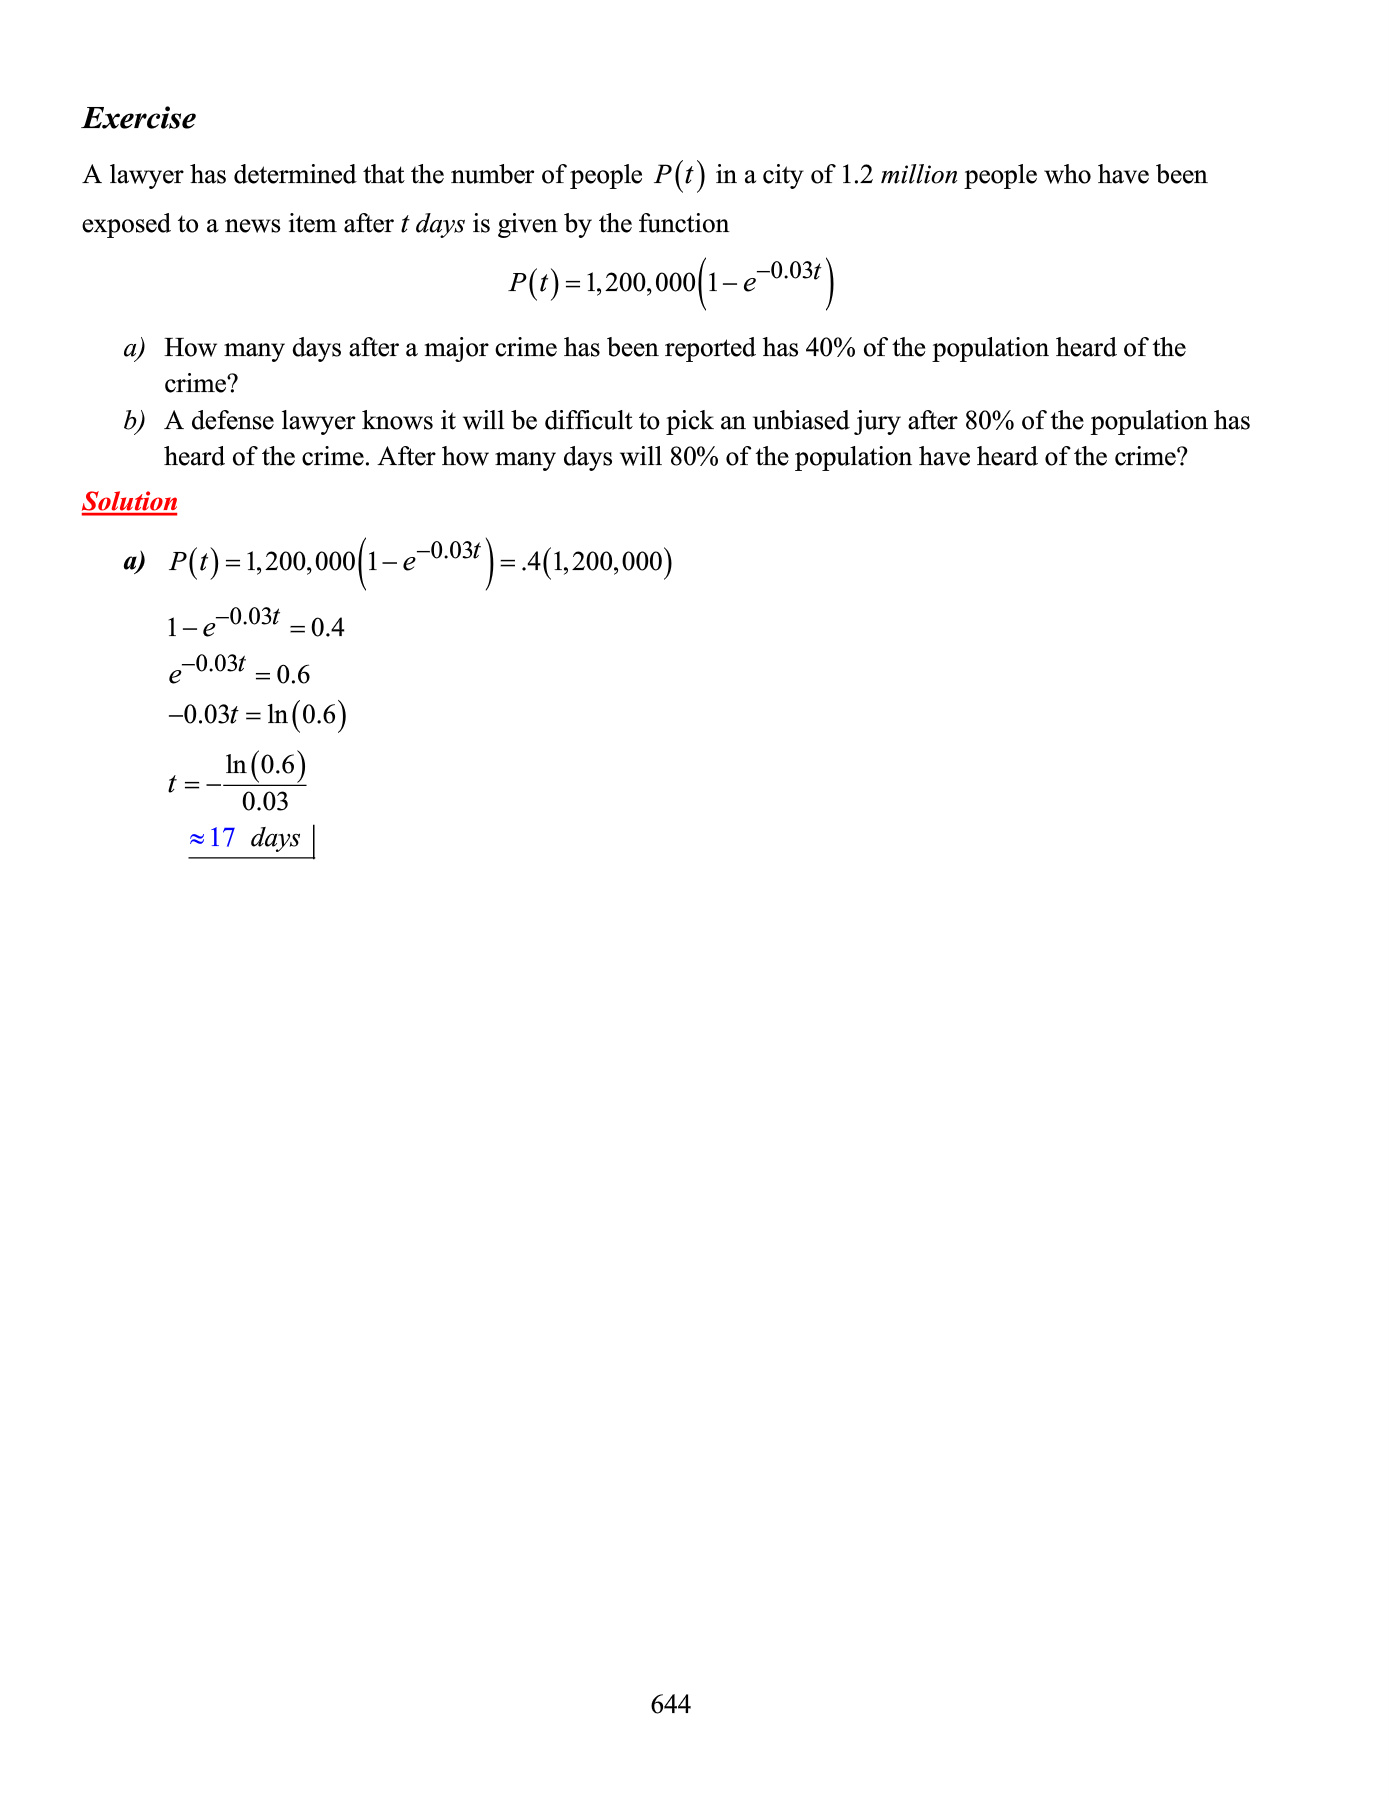 Exercise
A lawyer has determined that the number of people P(t) in a city of 1.2 million people who have been
exposed to a news item after t days is given by the function
P(t) = 1,200,000(1 − e^{−0.03t})
a) How many days after a major crime has been reported has 40% of the population heard of the
crime?
b) A defense lawyer knows it will be difficult to pick an unbiased jury after 80% of the population has
heard of the crime. After how many days will 80% of the population have heard of the crime?
Solution
a) P(t) = 1,200,000(1 − e^{−0.03t}) = .4(1,200,000)
1 − e^{−0.03t} = 0.4
e^{−0.03t} = 0.6
−0.03t = ln(0.6)
t = −\frac{ln(0.6)}{0.03}
≈ 17 days
644